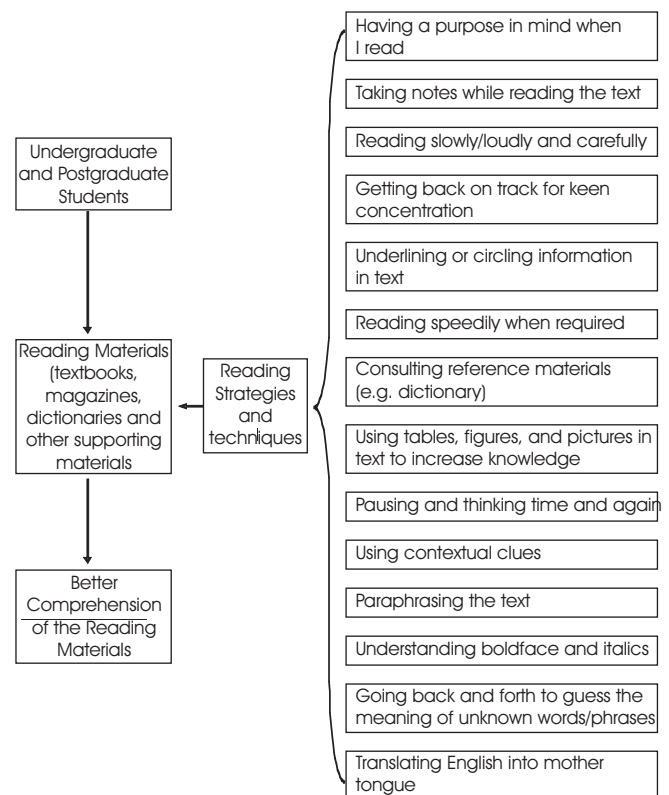 Undergraduate
and Postgraduate
Students
Reading Materials
(textbooks,
magazines,
dictionaries and
other supporting
materials
Better
Comprehension
of the Reading
Materials
Reading
Strategies
and
techniques
Having a purpose in mind when
I read
Taking notes while reading the text
Reading slowly/loudly and carefully
Getting back on track for keen
concentration
Underlining or circling information
in text
Reading speedily when required
Consulting reference materials
(e.g. dictionary)
Using tables, figures, and pictures in
text to increase knowledge
Pausing and thinking time and again
Using contextual clues
Paraphrasing the text
Understanding boldface and italics
Going back and forth to guess the
meaning of unknown words/phrases
Translating English into mother
tongue